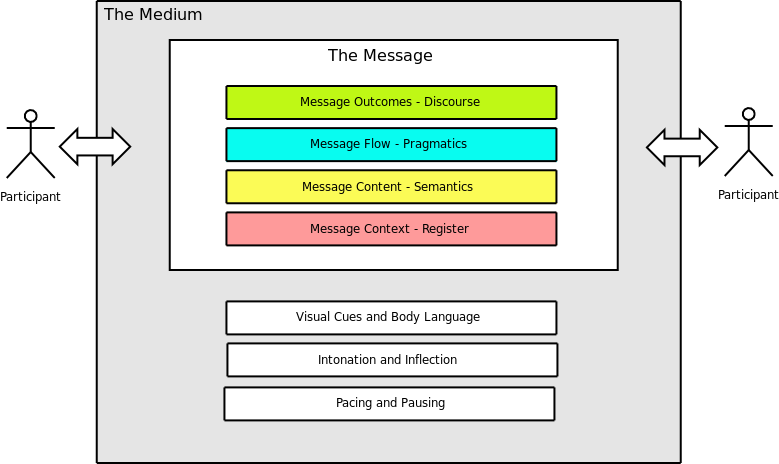 The Medium
The Message
Message Outcomes - Discourse
Message Flow - Pragmatics
Message Content - Semantics
Message Context - Register
Participant
Participant
Visual Cues and Body Language
Intonation and Inflection
Pacing and Pausing